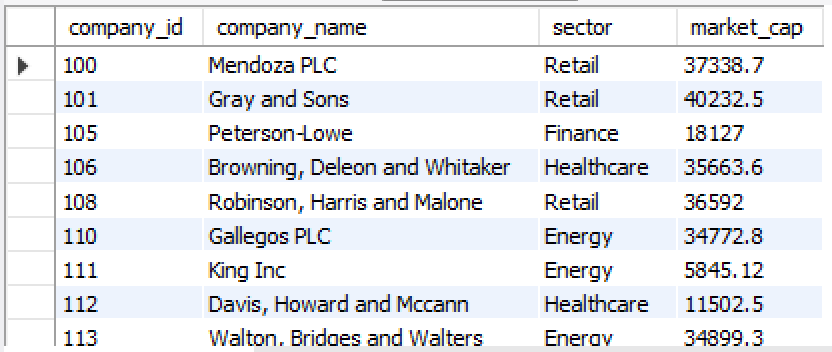 company_id company_name sector market_cap
100 Mendoza PLC Retail 37338.7
101 Gray and Sons Retail 40232.5
105 Peterson-Lowe Finance 18127
106 Browning, Deleon and Whitaker Healthcare 35663.6
108 Robinson, Harris and Malone Retail 36592
110 Gallegos PLC Energy 34772.8
111 King Inc Energy 5845.12
112 Davis, Howard and Mccann Healthcare 11502.5
113 Walton, Bridges and Walters Energy 34899.3